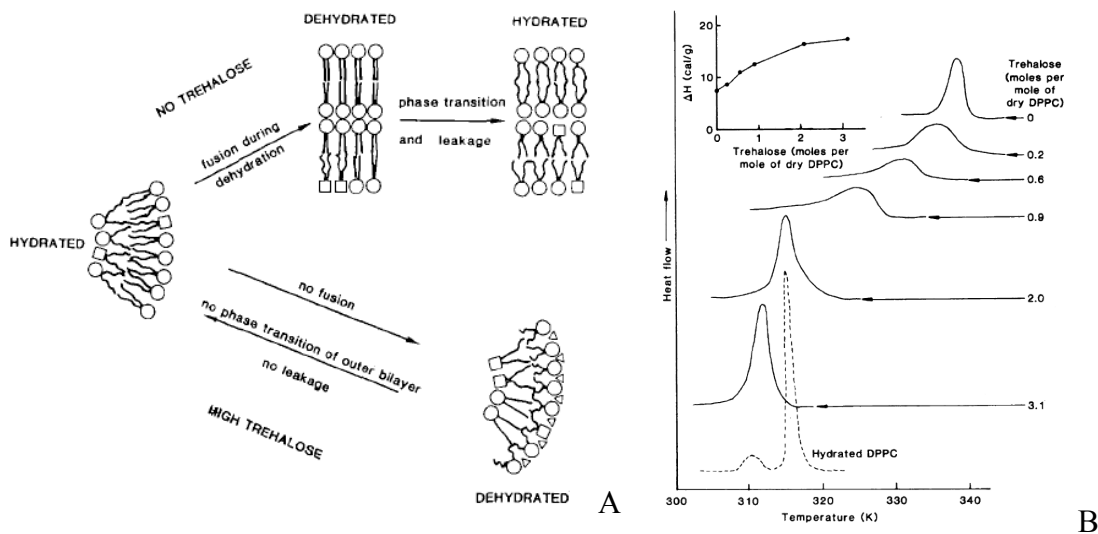 DEHYDRATED
HYDRATED
NO TREHALOSE
fusion during
dehydration
phase transition
and leakage
HYDRATED
no fusion
no phase transition of outer bilayer
no leakage
HIGH TREHALOSE
DEHYDRATED
A
ΔH (cal/g)
20
10
0
0 1 2 3
Trehalose (moles per
mole of dry DPPC)
Trehalose
(moles per
mole of
dry DPPC)
0
0.2
0.6
0.9
2.0
3.1
Heat flow
Hydrated DPPC
300 310 320 330 340
Temperature (K)
B